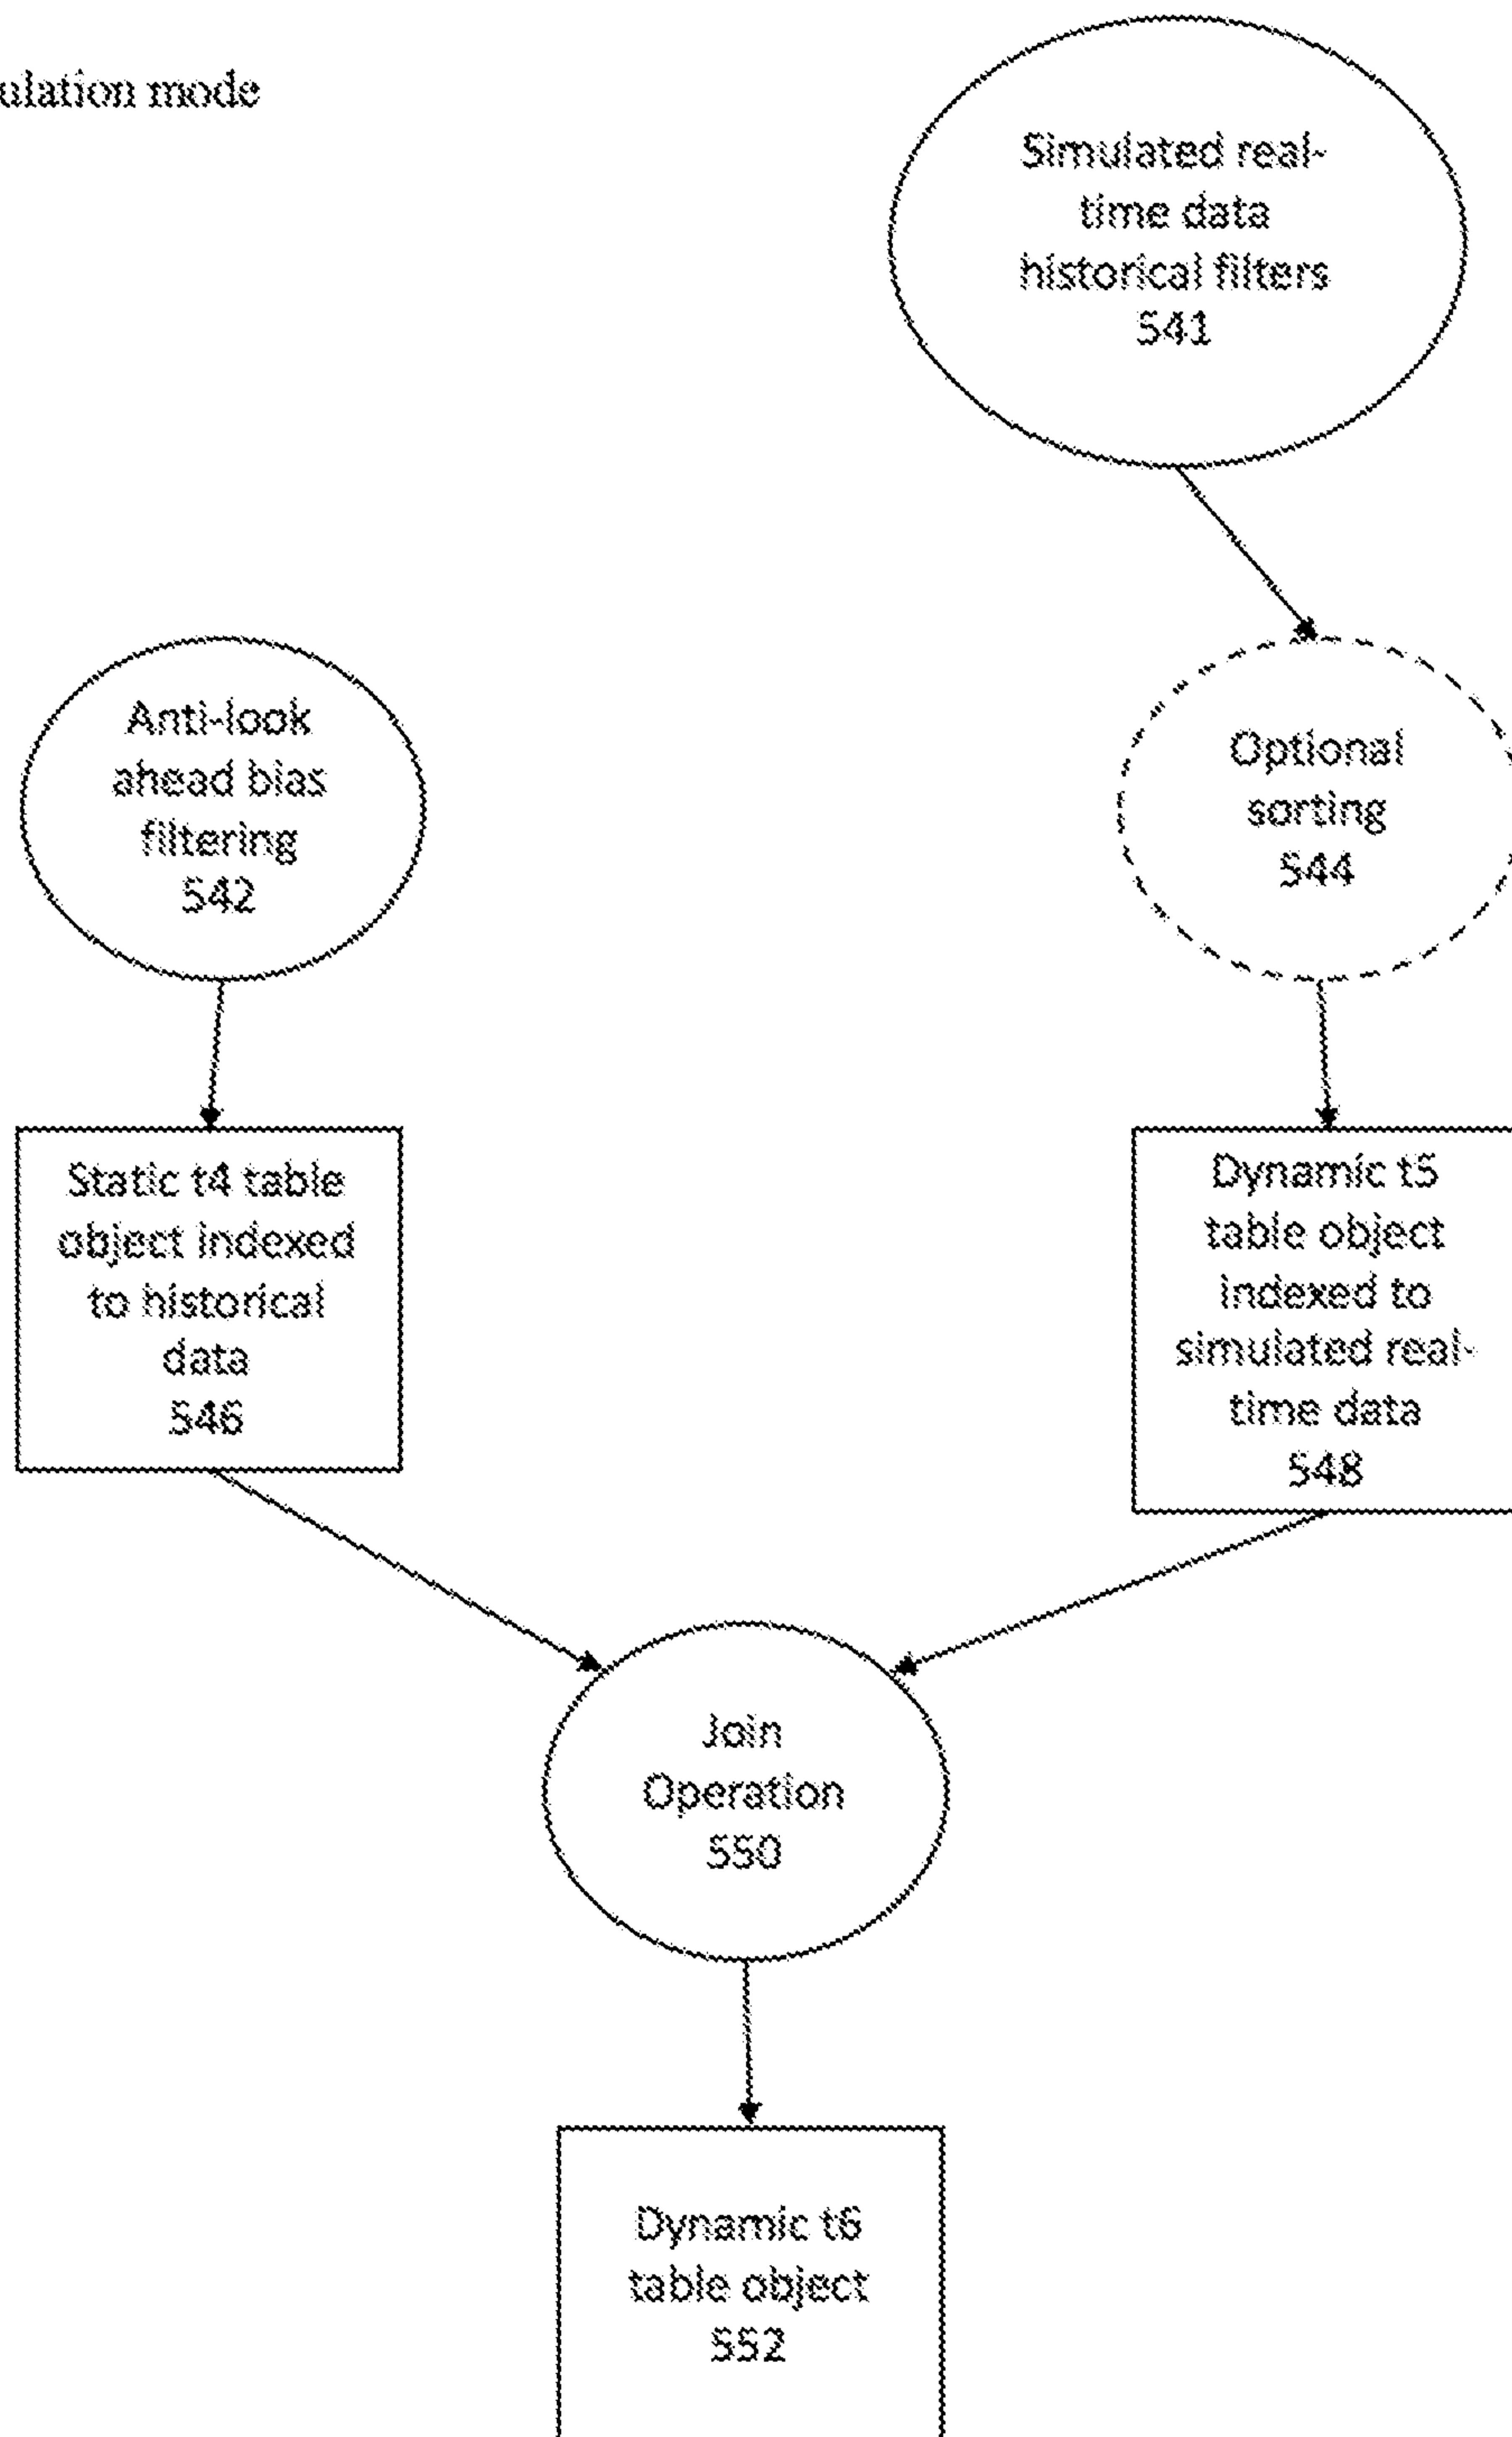 ulation mode
Simulated real-
time data
historical filters
541
Anti-look
ahead bias
filtering
542
Optional
sorting
544
Static t4 table
object indexed
to historical
data
546
Dynamic t5
table object
indexed to
simulated real-
time data
548
Join
Operation
550
Dynamic t6
table object
552